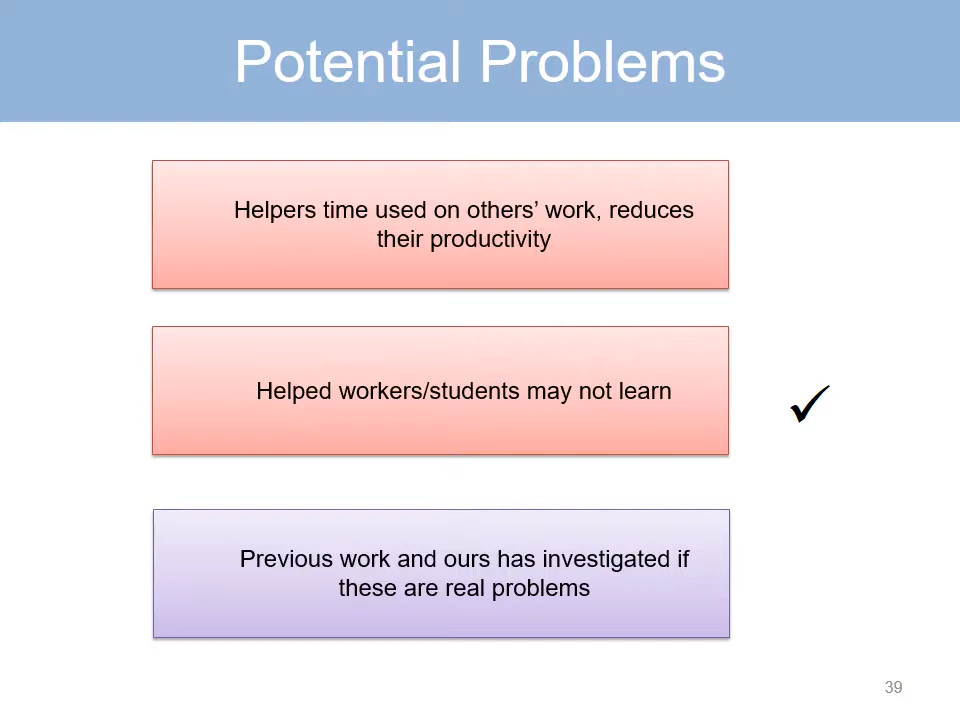 Potential Problems
Helpers time used on others’ work, reduces
their productivity
Helped workers/students may not learn
✓
Previous work and ours has investigated if
these are real problems
39